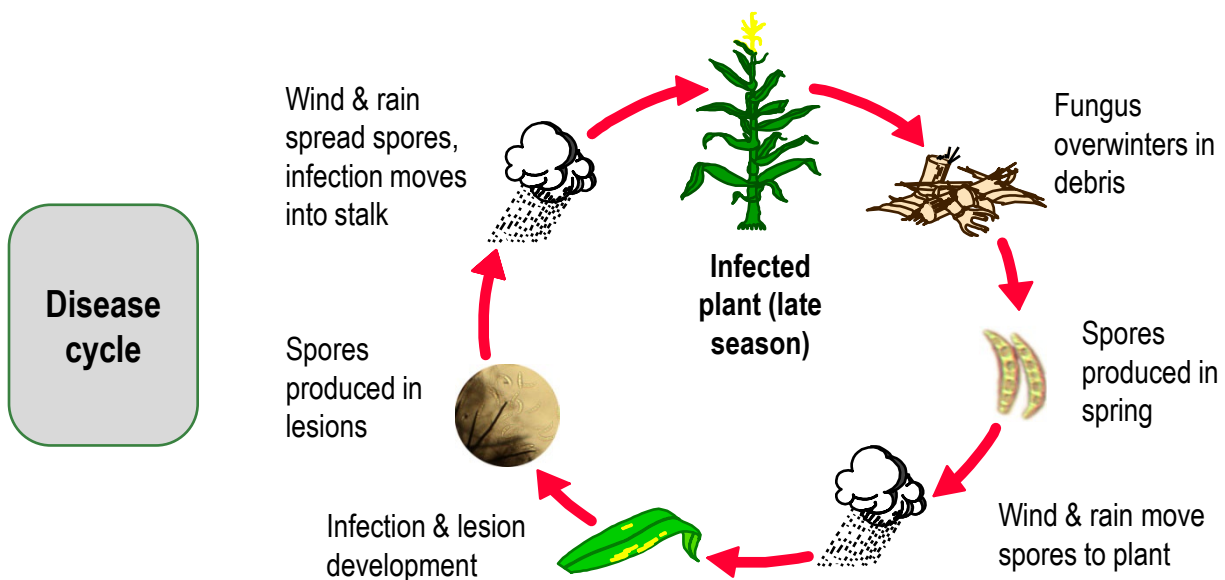 Disease
cycle
Infected
plant (late
season)
Fungus
overwinters in
debris
Spores
produced in
spring
Wind & rain move
spores to plant
Infection & lesion
development
Spores
produced in
lesions
Wind & rain
spread spores,
infection moves
into stalk